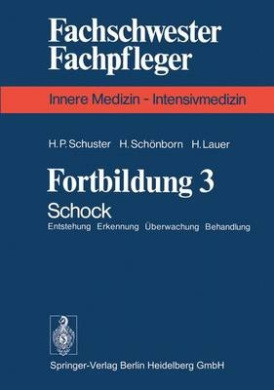 Fachschwester
Fachpfleger
Innere Medizin - Intensivmedizin
H. P. Schuster H. Schönborn H. Lauer
Fortbildung 3
Schock
Entstehung Erkennung Überwachung Behandlung
Springer-Verlag Berlin Heidelberg GmbH